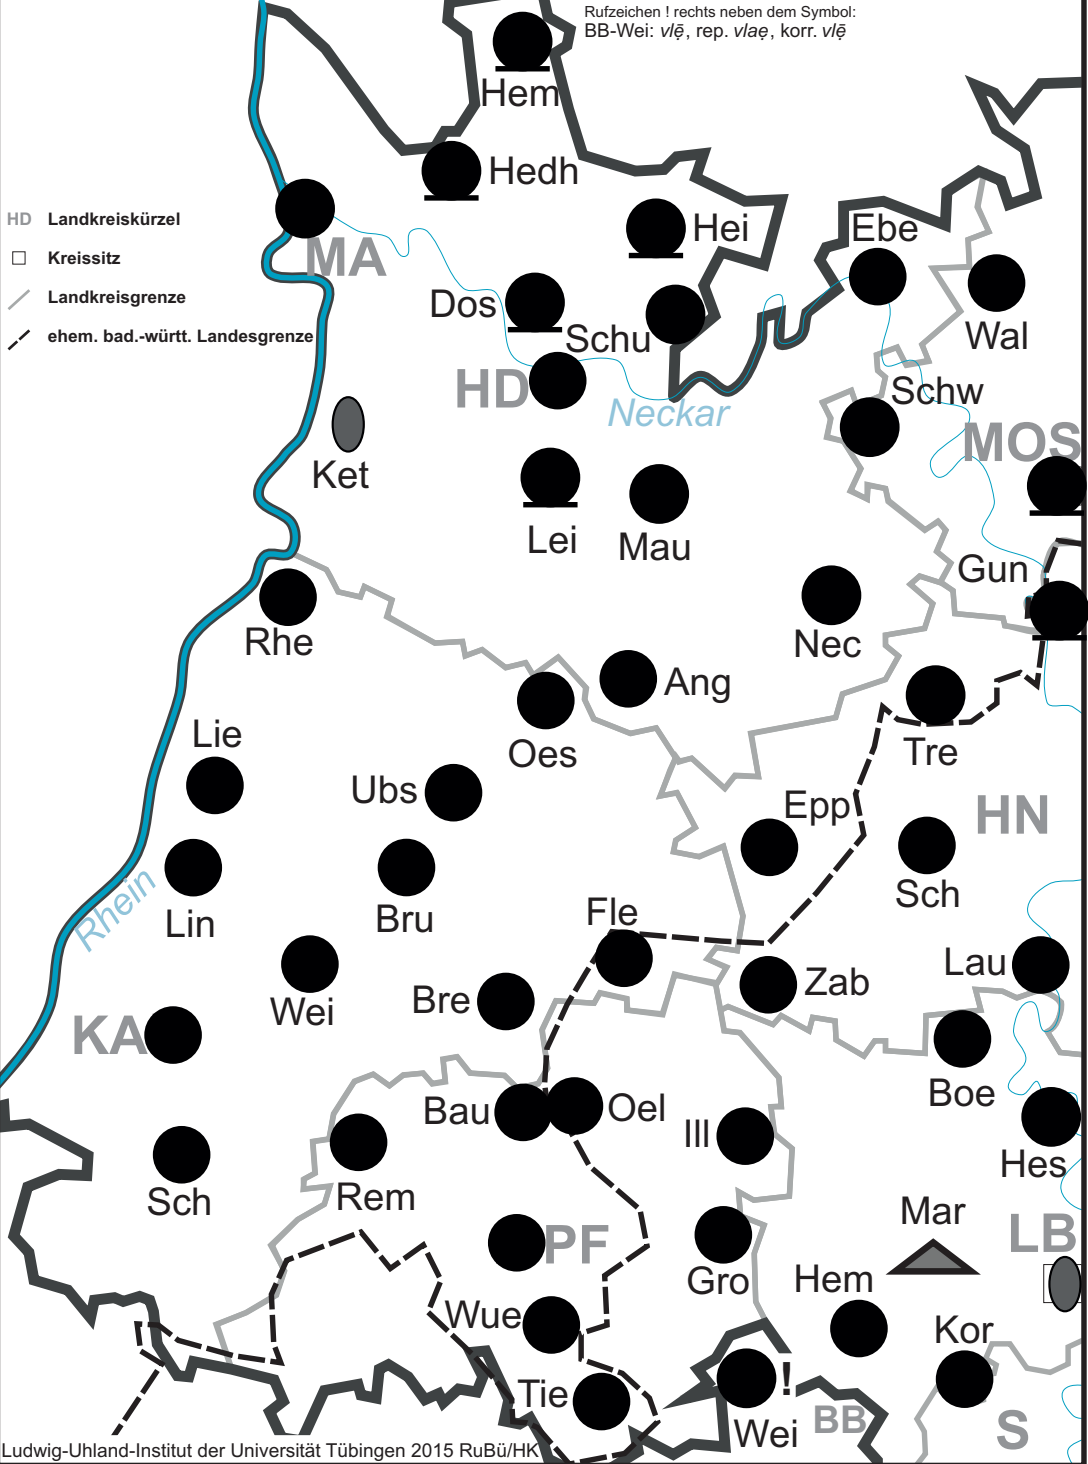 Rufzeichen ! rechts neben dem Symbol:
BB-Wei: vlẽ̜, rep. vlae̜, korr. vlẽ̜
Hem
Hedh
HD Landkreiskürzel
Kreissitz
Landkreisgrenze
ehem. bad.-württ. Landesgrenze
MA
Hei
Ebe
Dos
Schu
Wal
HD
Neckar
Schw
MOS
Ket
Lei
Mau
Gun
Rhe
Nec
Ang
Lie
Oes
Tre
Ubs
Epp
HN
Rhein
Lin
Bru
Sch
Fle
Lau
Wei
Bre
Zab
KA
Boe
Bau
Oel
Ill
Hes
Sch
Rem
Mar
PF
LB
Gro
Hem
Wue
Kor
Tie
!
Wei
BB
S
Ludwig-Uhland-Institut der Universität Tübingen 2015 RuBü/HK